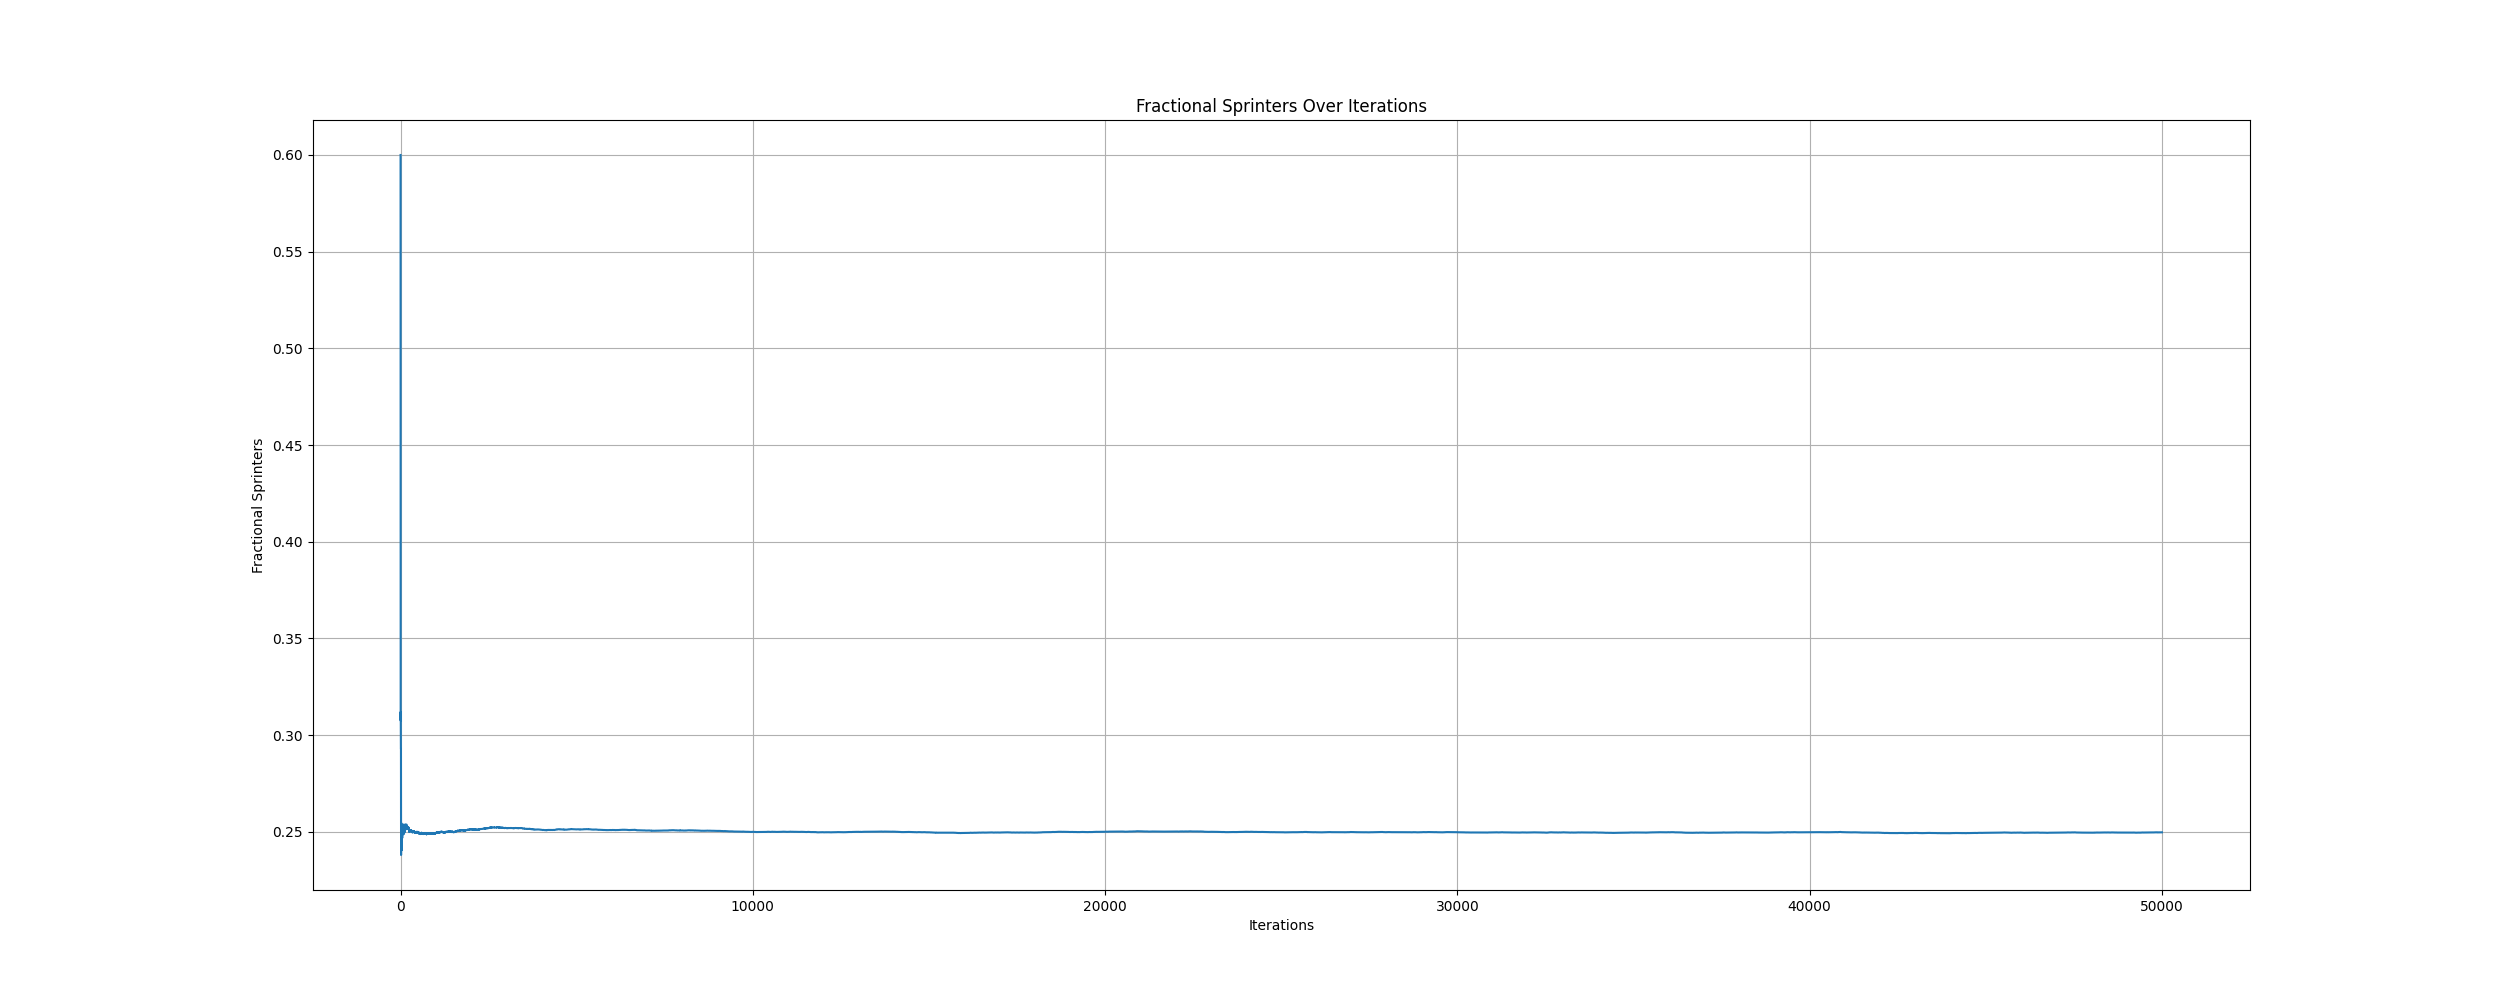 Fractional Sprinters Over Iterations
0.60
0.55
0.50
0.45
0.40
0.35
0.30
0.25
Fractional Sprinters
0 10000 20000 30000 40000 50000
Iterations